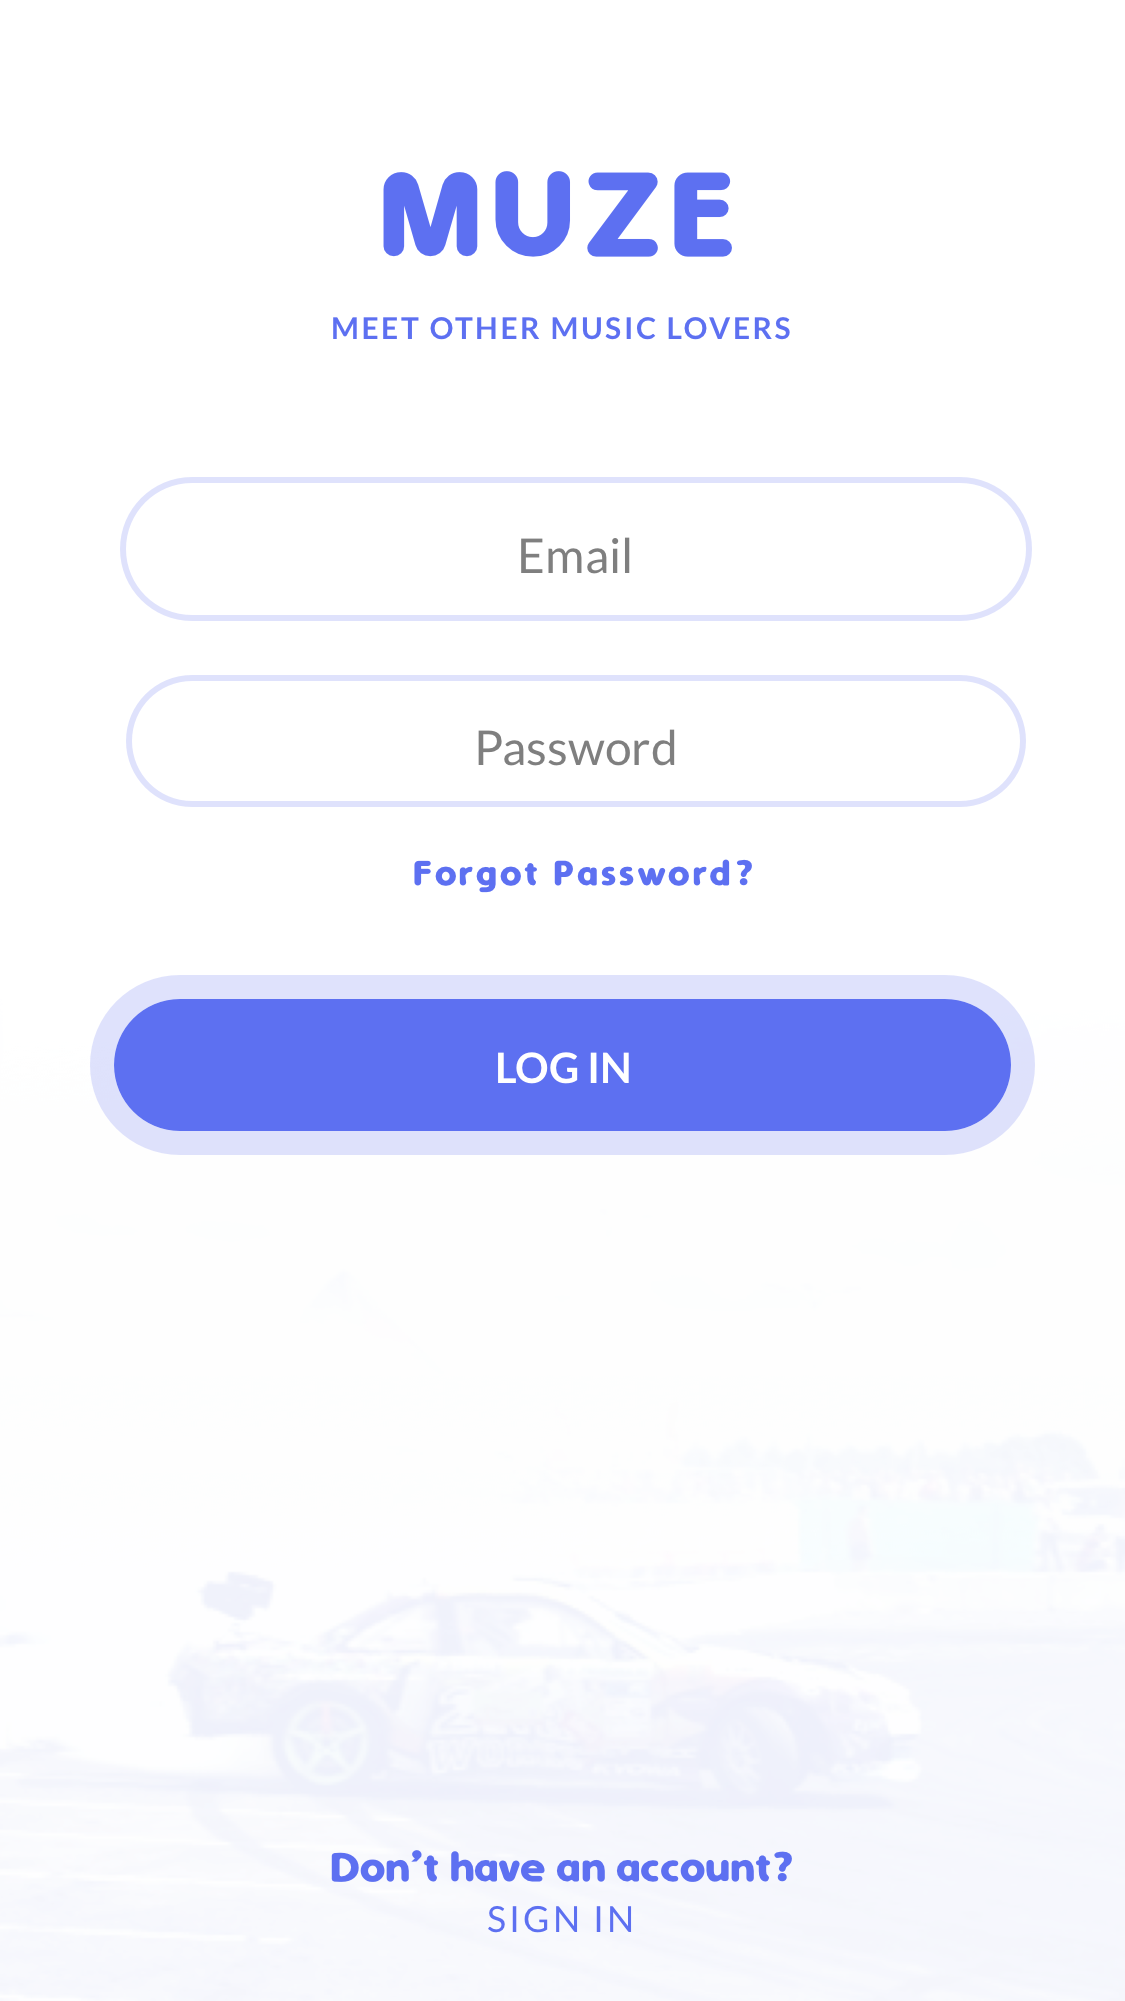 MUZE
MEET OTHER MUSIC LOVERS
Email
Password
Forgot Password?
LOG IN
Don’t have an account?
SIGN IN